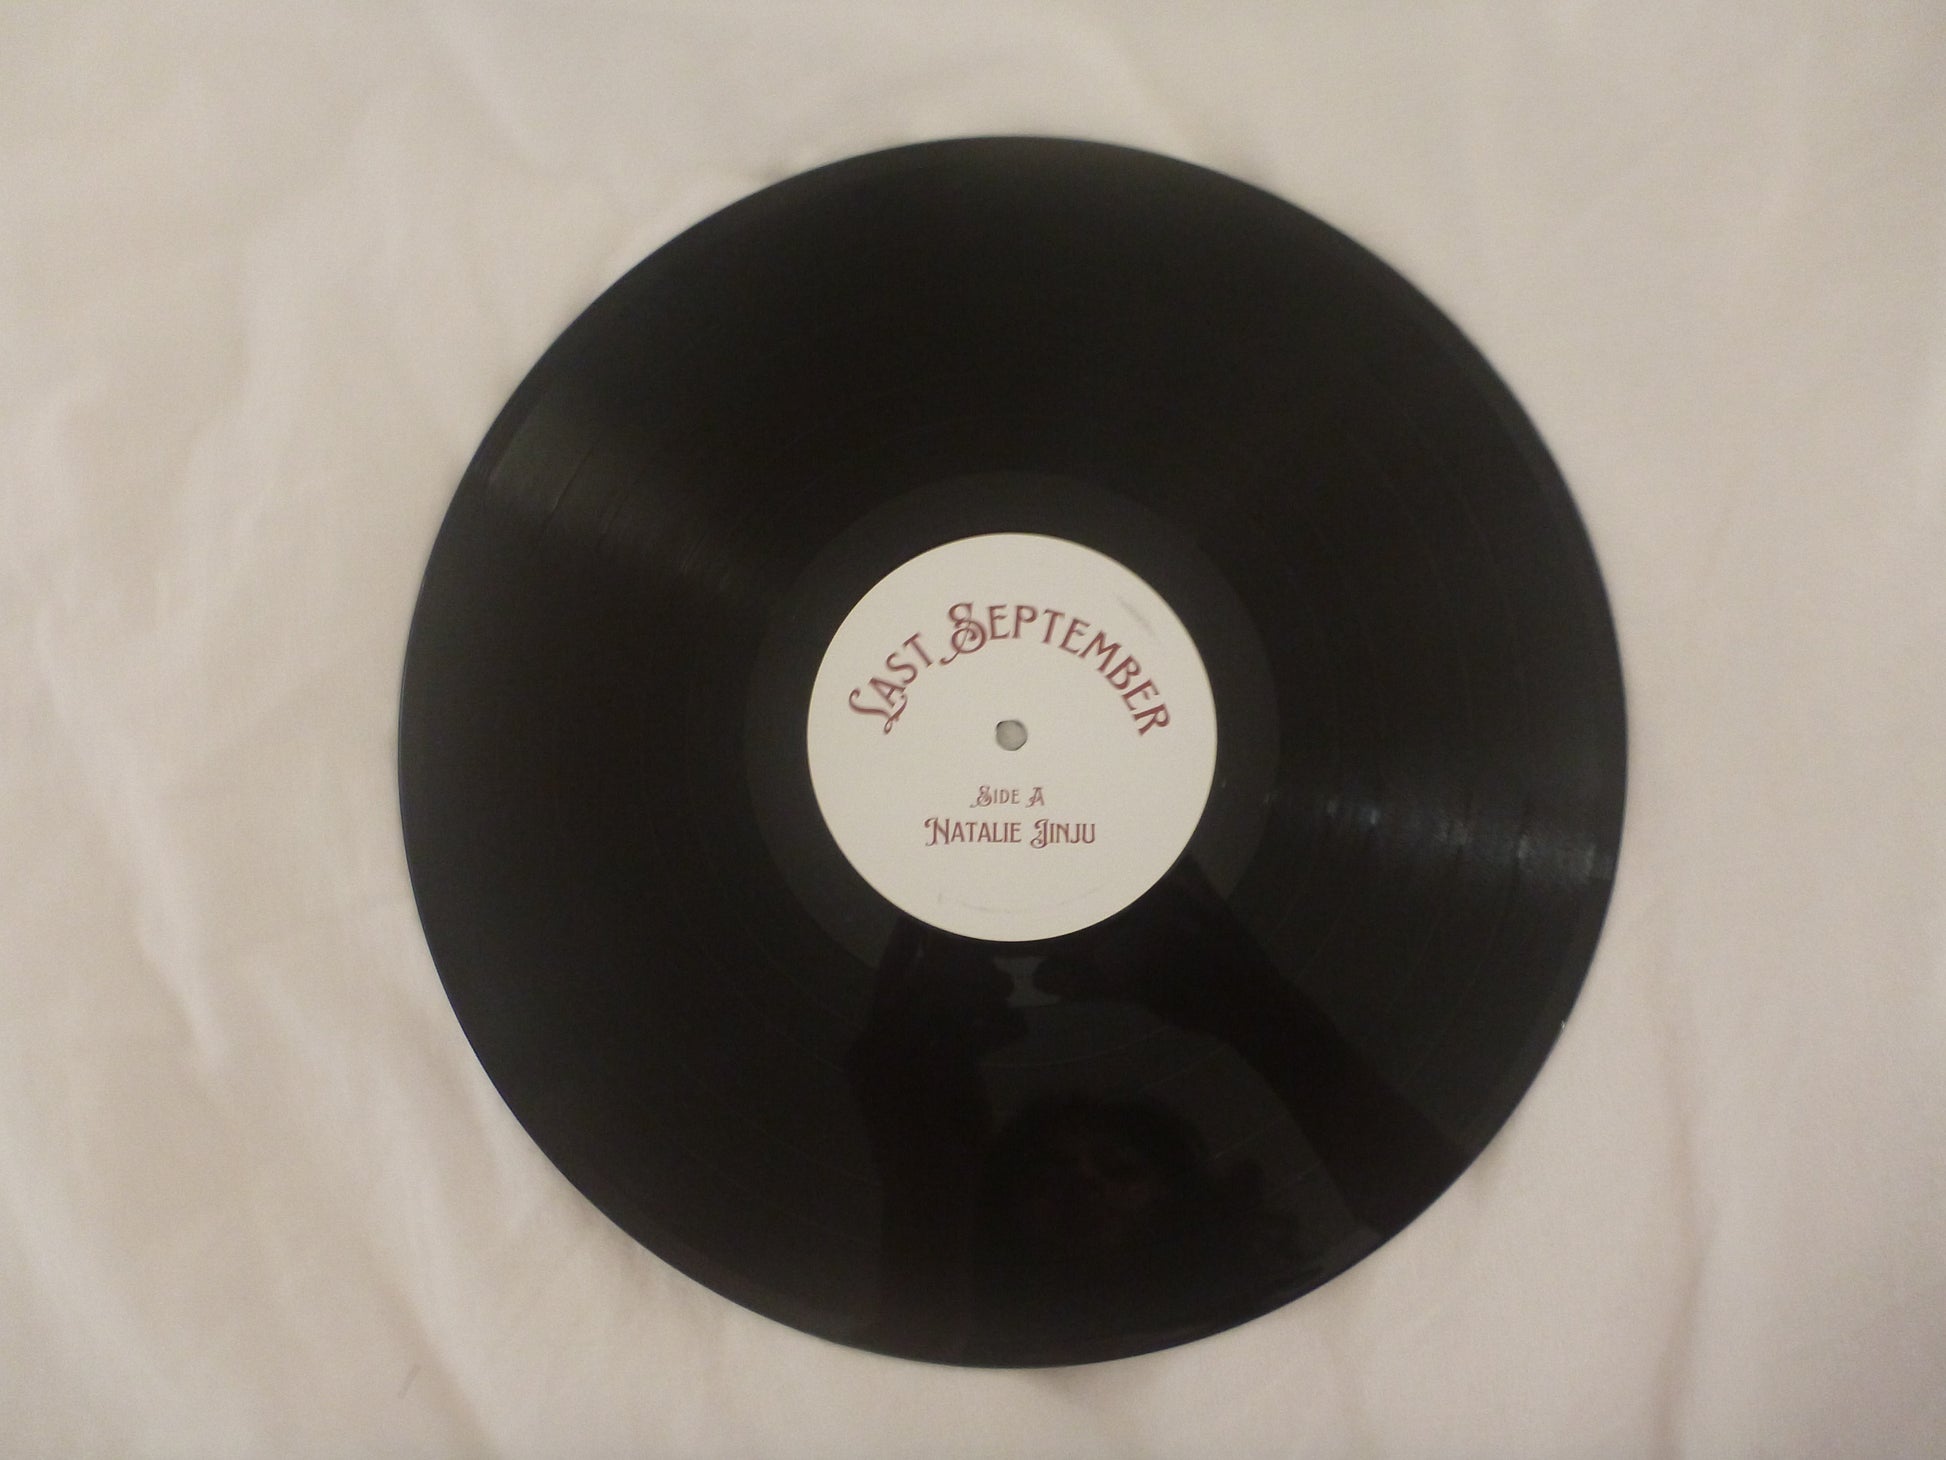 Last September
Side A
Natalie Jinju